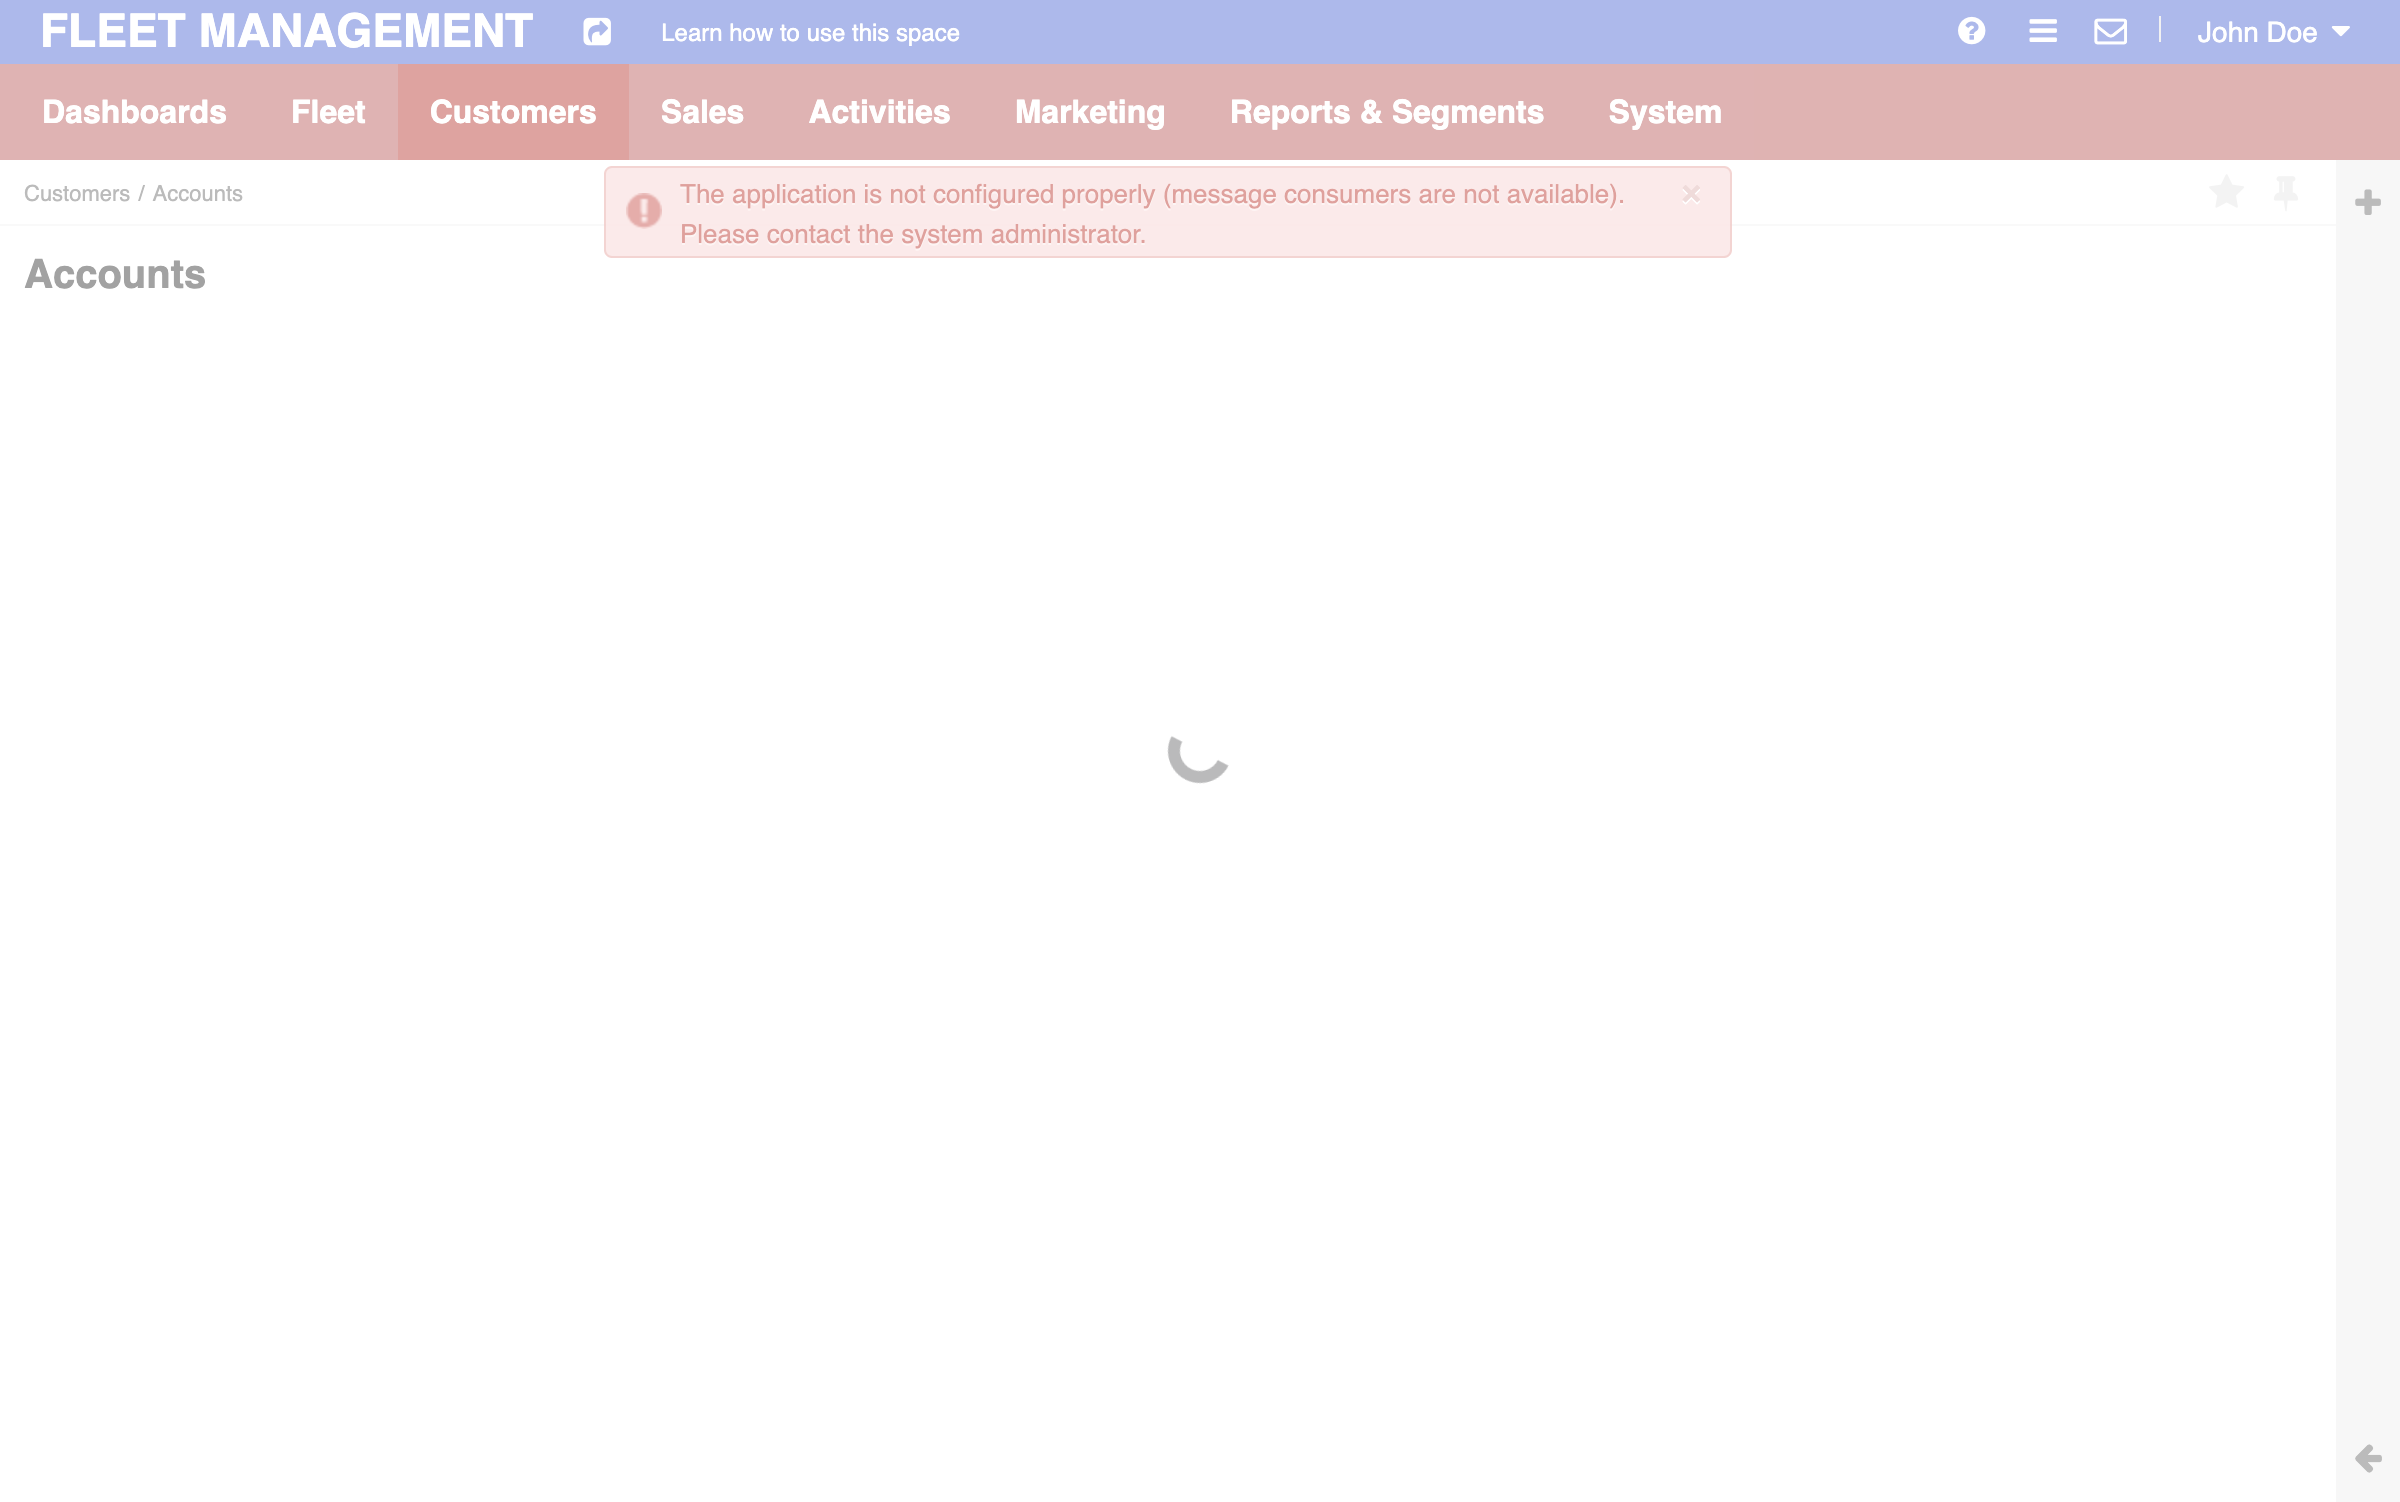 FLEET MANAGEMENT
Learn how to use this space
John Doe
Dashboards
Fleet
Customers
Sales
Activities
Marketing
Reports & Segments
System
Customers / Accounts
The application is not configured properly (message consumers are not available).
Please contact the system administrator.
Accounts